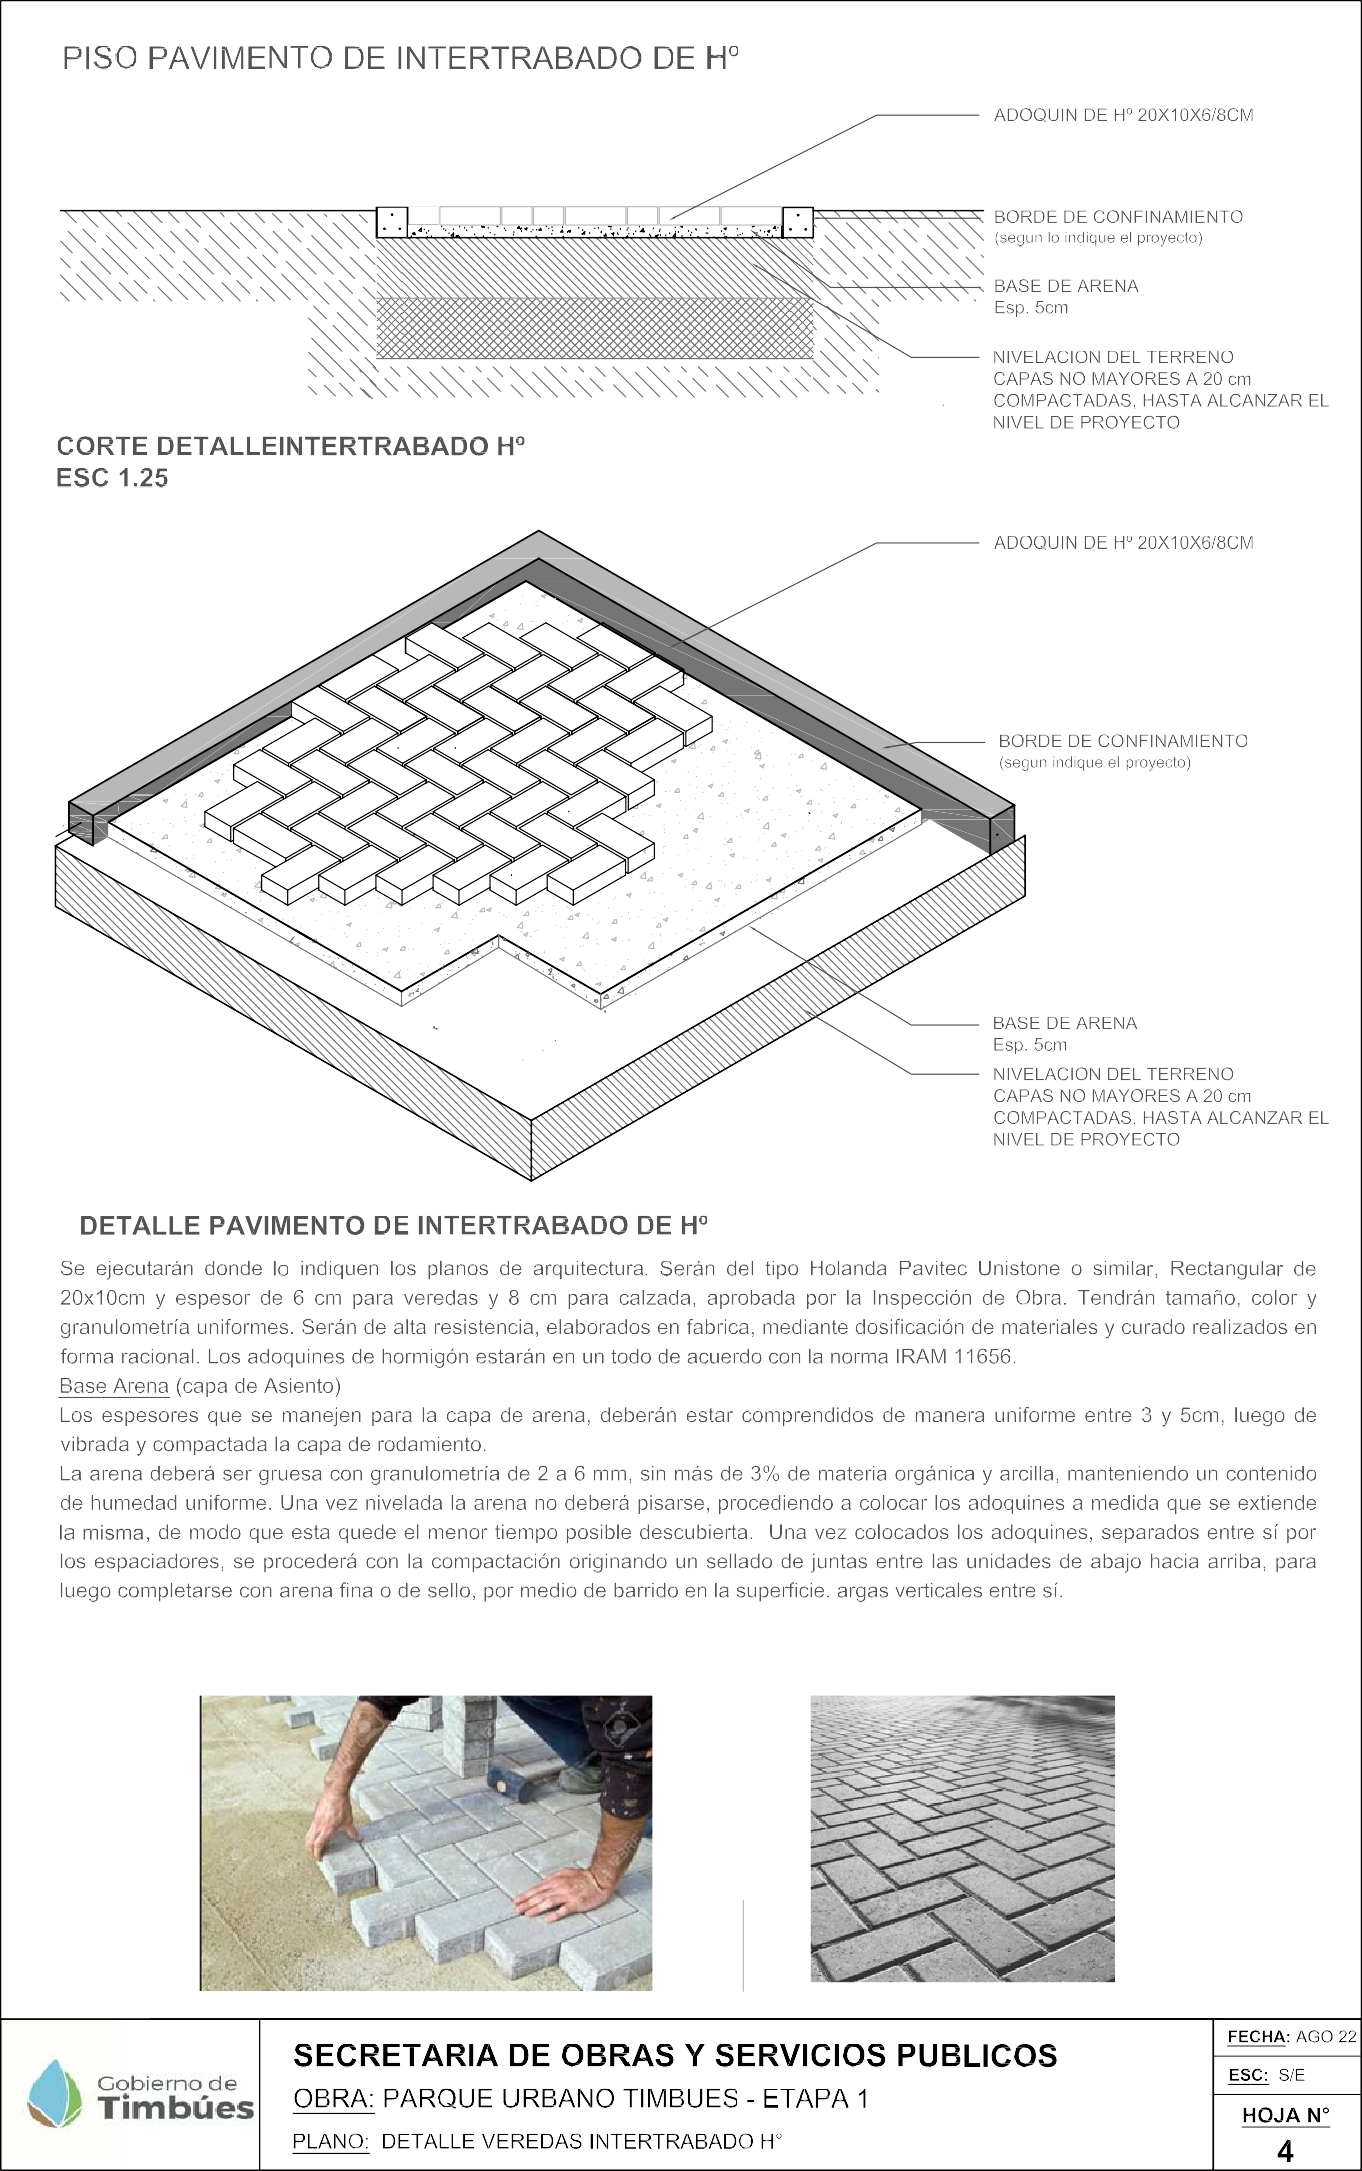 PISO PAVIMENTO DE INTERTRABADO DE Hº
ADOQUIN DE Hº 20X10X6/8CM
BORDE DE CONFINAMIENTO
(segun lo indique el proyecto)
BASE DE ARENA
Esp. 5cm
NIVELACION DEL TERRENO
CAPAS NO MAYORES A 20 cm
COMPACTADAS, HASTA ALCANZAR EL
NIVEL DE PROYECTO
CORTE DETALLEINTERTRABADO Hº
ESC 1.25
ADOQUIN DE Hº 20X10X6/8CM
BORDE DE CONFINAMIENTO
(segun indique el proyecto)
BASE DE ARENA
Esp. 5cm
NIVELACION DEL TERRENO
CAPAS NO MAYORES A 20 cm
COMPACTADAS, HASTA ALCANZAR EL
NIVEL DE PROYECTO
DETALLE PAVIMENTO DE INTERTRABADO DE Hº
Se ejecutarán donde lo indiquen los planos de arquitectura. Serán del tipo Holanda Pavitec Unistone o similar, Rectangular de
20x10cm y espesor de 6 cm para veredas y 8 cm para calzada, aprobada por la Inspección de Obra. Tendrán tamaño, color y
granulometría uniformes. Serán de alta resistencia, elaborados en fabrica, mediante dosificación de materiales y curado realizados en
forma racional. Los adoquines de hormigón estarán en un todo de acuerdo con la norma IRAM 11656.
Base Arena (capa de Asiento)
Los espesores que se manejen para la capa de arena, deberán estar comprendidos de manera uniforme entre 3 y 5cm, luego de
vibrada y compactada la capa de rodamiento.
La arena deberá ser gruesa con granulometría de 2 a 6 mm, sin más de 3% de materia orgánica y arcilla, manteniendo un contenido
de humedad uniforme. Una vez nivelada la arena no deberá pisarse, procediendo a colocar los adoquines a medida que se extiende
la misma, de modo que esta quede el menor tiempo posible descubierta. Una vez colocados los adoquines, separados entre sí por
los espaciadores, se procederá con la compactación originando un sellado de juntas entre las unidades de abajo hacia arriba, para
luego completarse con arena fina o de sello, por medio de barrido en la superficie. argas verticales entre sí.
Gobierno de
Timbúes
SECRETARIA DE OBRAS Y SERVICIOS PUBLICOS
OBRA: PARQUE URBANO TIMBUES - ETAPA 1
PLANO: DETALLE VEREDAS INTERTRABADO H°
FECHA: AGO 22
ESC: S/E
HOJA N°
4